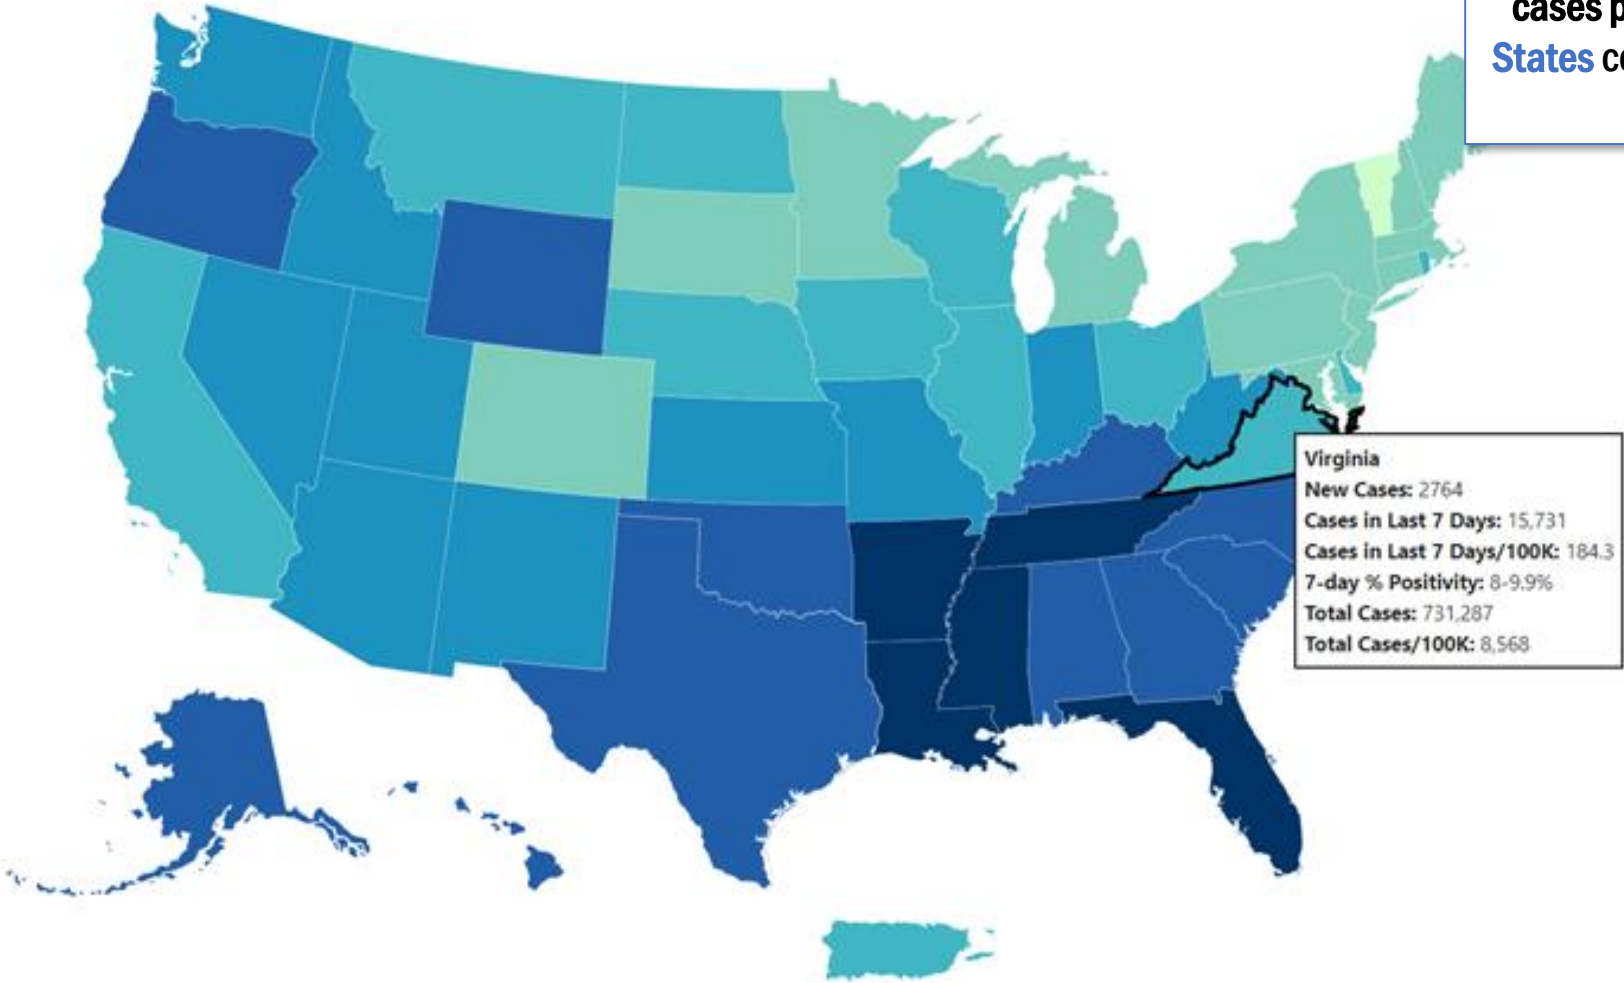 cases p
States c
Virginia
New Cases: 2764
Cases in Last 7 Days: 15,731
Cases in Last 7 Days/100K: 184.3
7-day % Positivity: 8-9.9%
Total Cases: 731,287
Total Cases/100K: 8,568